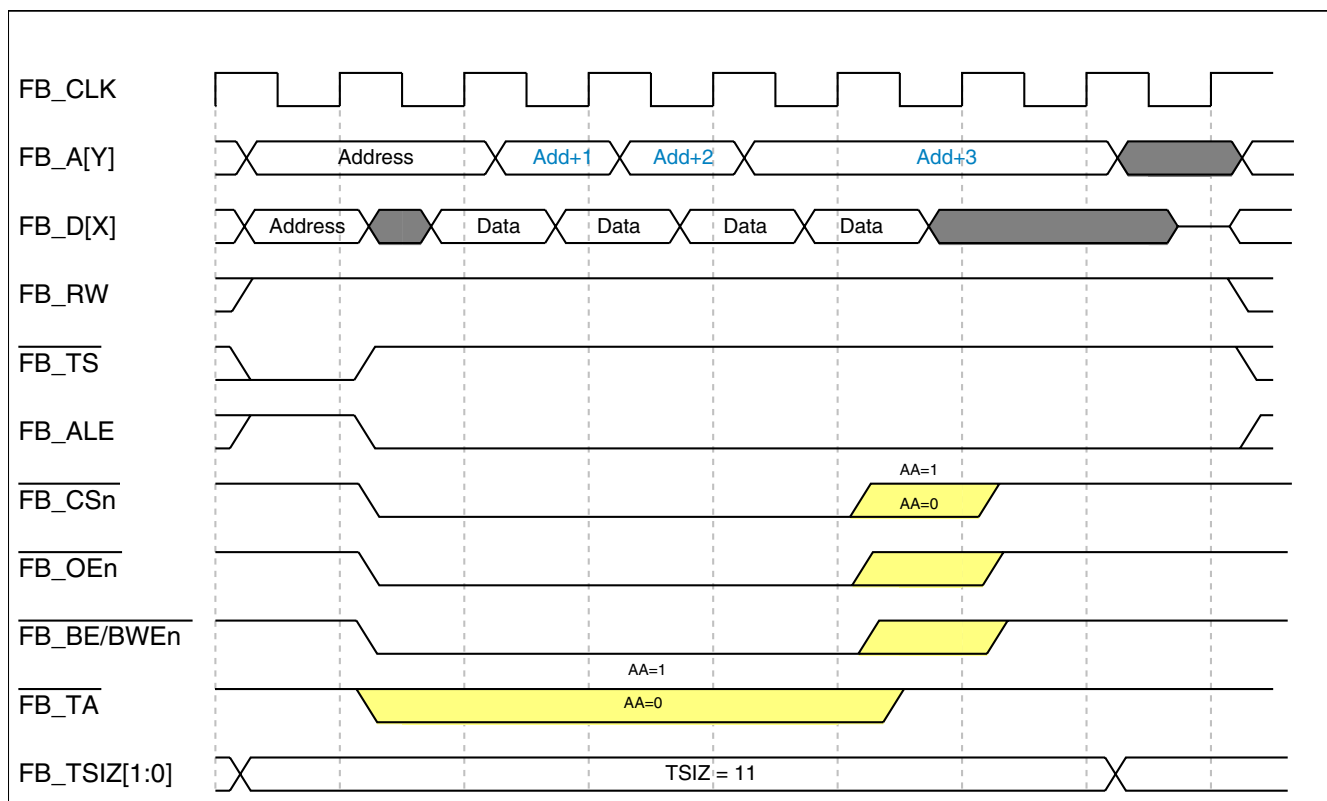 FB_CLK
FB_A[Y] Address Add+1 Add+2 Add+3
FB_D[X] Address Data Data Data Data
FB_RW
FB_TS
FB_ALE
AA=1
FB_CSn AA=0
FB_OEn
FB_BE/BWEn
AA=1
FB_TA AA=0
FB_TSIZ[1:0] TSIZ = 11